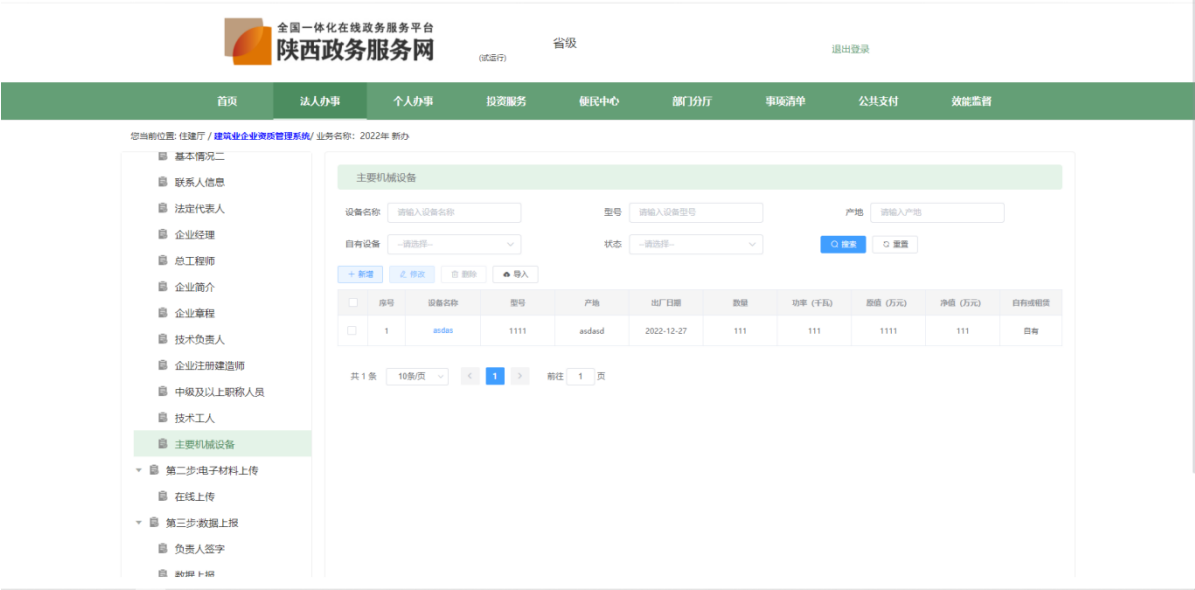 全国一体化在线政务服务平台
陕西政务服务网
(试运行)
省级
退出登录
首页 法人办事 个人办事 投资服务 便民中心 部门分厅 事项清单 公共支付 效能监督
您当前位置: 住建厅 / 建筑业企业资质管理系统/ 业务名称: 2022年 新办
基本情况二
联系人信息
法定代表人
企业经理
总工程师
企业简介
企业章程
技术负责人
企业注册建造师
中级及以上职称人员
技术工人
主要机械设备
第二步:电子材料上传
在线上传
第三步:数据上报
负责人签字
数据上报
主要机械设备
设备名称 请输入设备名称 型号 请输入设备型号 产地 请输入产地
自有设备 --请选择-- 状态 --请选择-- 搜索 重置
+ 新增 修改 删除 导入
序号 设备名称 型号 产地 出厂日期 数量 功率 (千瓦) 原值 (万元) 净值 (万元) 自有或租赁
1 asdas 1111 asdasd 2022-12-27 111 111 1111 111 自有
共 1 条 10条/页 < 1 > 前往 1 页